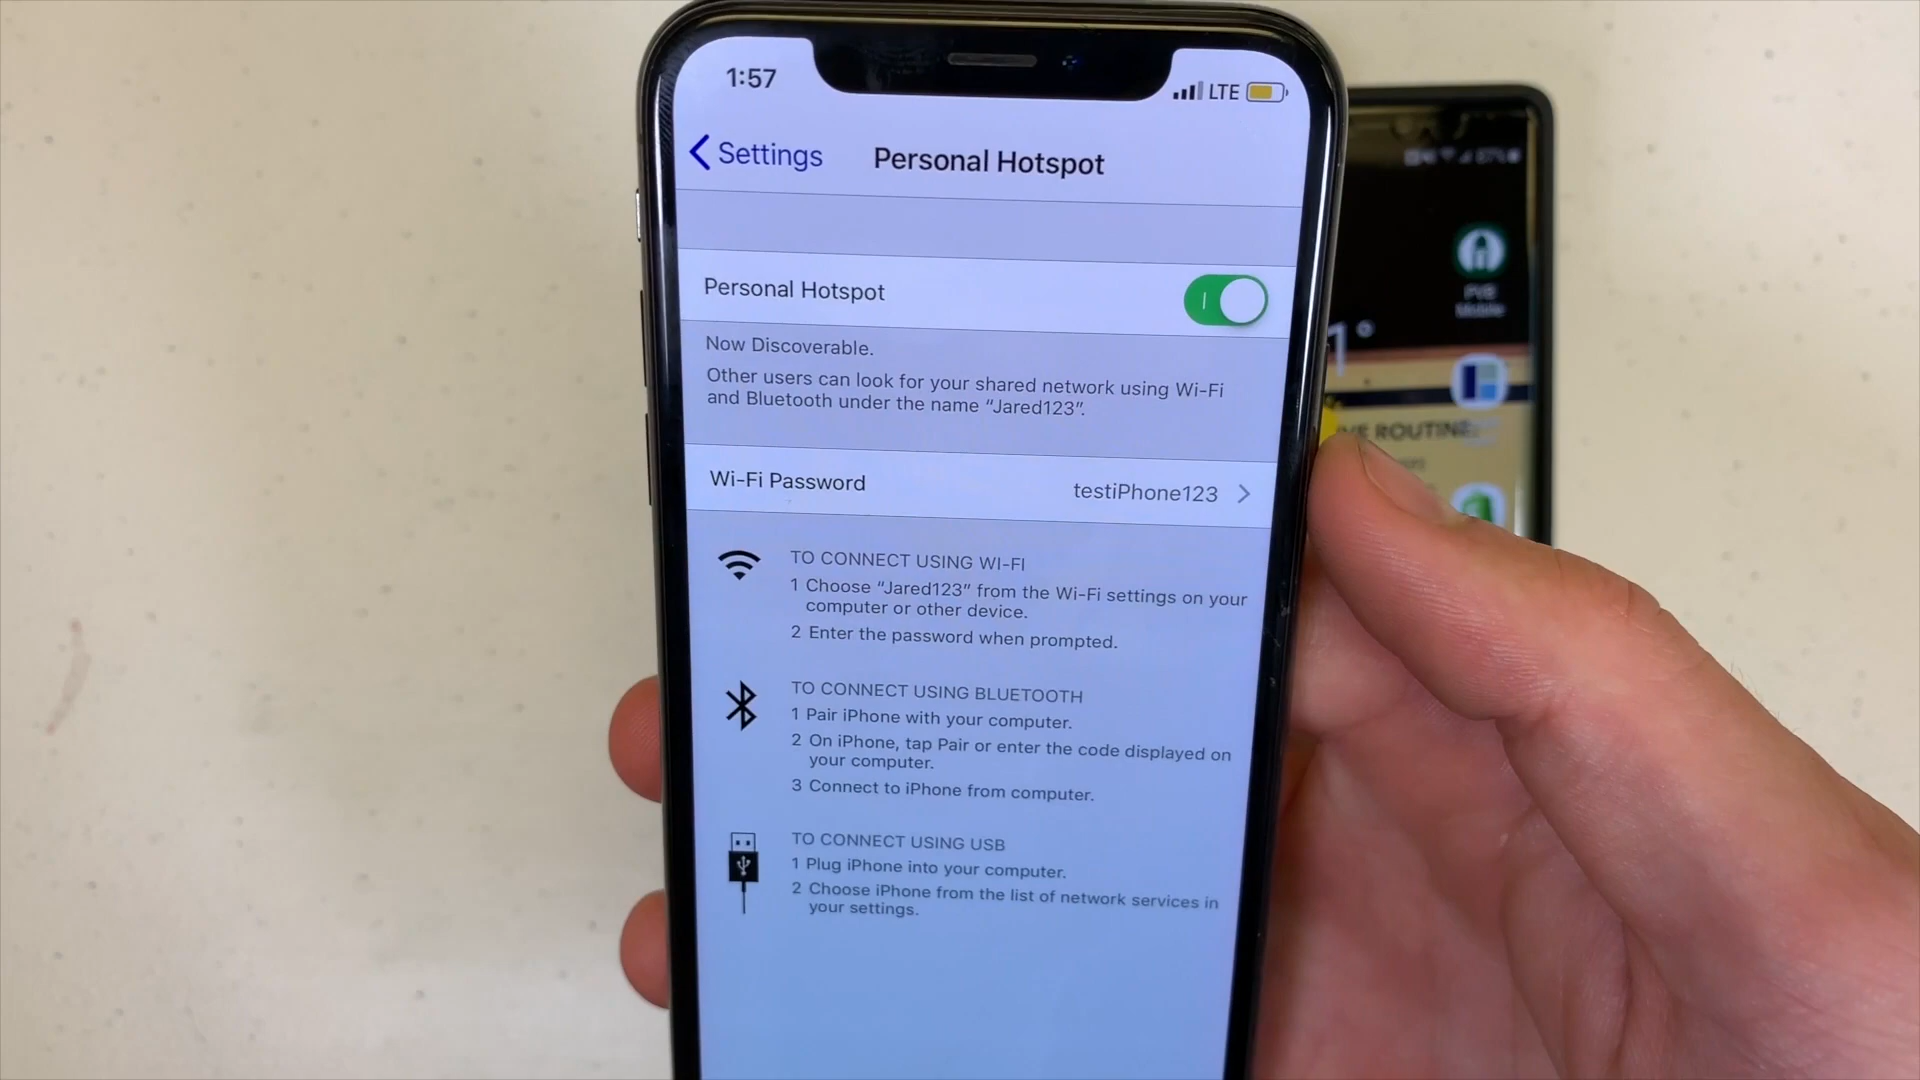 1:57
LTE
Settings
Personal Hotspot
Personal Hotspot
Now Discoverable.
Other users can look for your shared network using Wi-Fi
and Bluetooth under the name “Jared123”.
Wi-Fi Password
testiPhone123
TO CONNECT USING WI-FI
1 Choose “Jared123” from the Wi-Fi settings on your
computer or other device.
2 Enter the password when prompted.
TO CONNECT USING BLUETOOTH
1 Pair iPhone with your computer.
2 On iPhone, tap Pair or enter the code displayed on
your computer.
3 Connect to iPhone from computer.
TO CONNECT USING USB
1 Plug iPhone into your computer.
2 Choose iPhone from the list of network services in
your settings.
ROUTINE